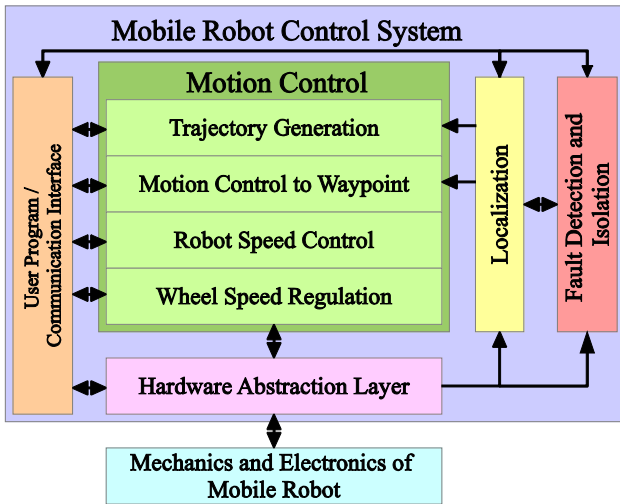 Mobile Robot Control System
Motion Control
Trajectory Generation
Motion Control to Waypoint
Robot Speed Control
Wheel Speed Regulation
User Program /
Communication Interface
Localization
Fault Detection and
Isolation
Hardware Abstraction Layer
Mechanics and Electronics of
Mobile Robot